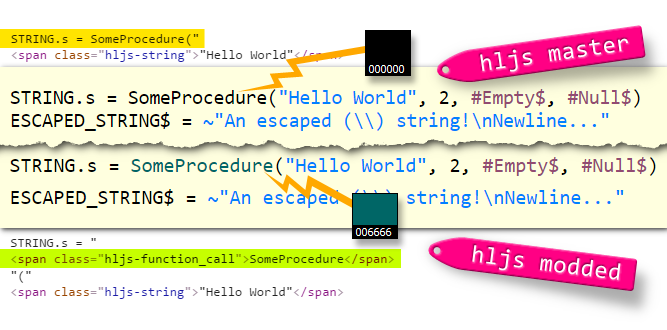 STRING.s = SomeProcedure("
<span class="hljs-string">"Hello World"</span>
000000
hljs master
STRING.s = SomeProcedure("Hello World", 2, #Empty$, #Null$)
ESCAPED_STRING$ = ~"An escaped (\\) string!\nNewline..."
STRING.s = SomeProcedure("Hello World", 2, #Empty$, #Null$)
ESCAPED_STRING$ = ~"An escaped (\\) string!\nNewline..."
006666
hljs modded
STRING.s = "
<span class="hljs-function_call">SomeProcedure</span>
"("
<span class="hljs-string">"Hello World"</span>